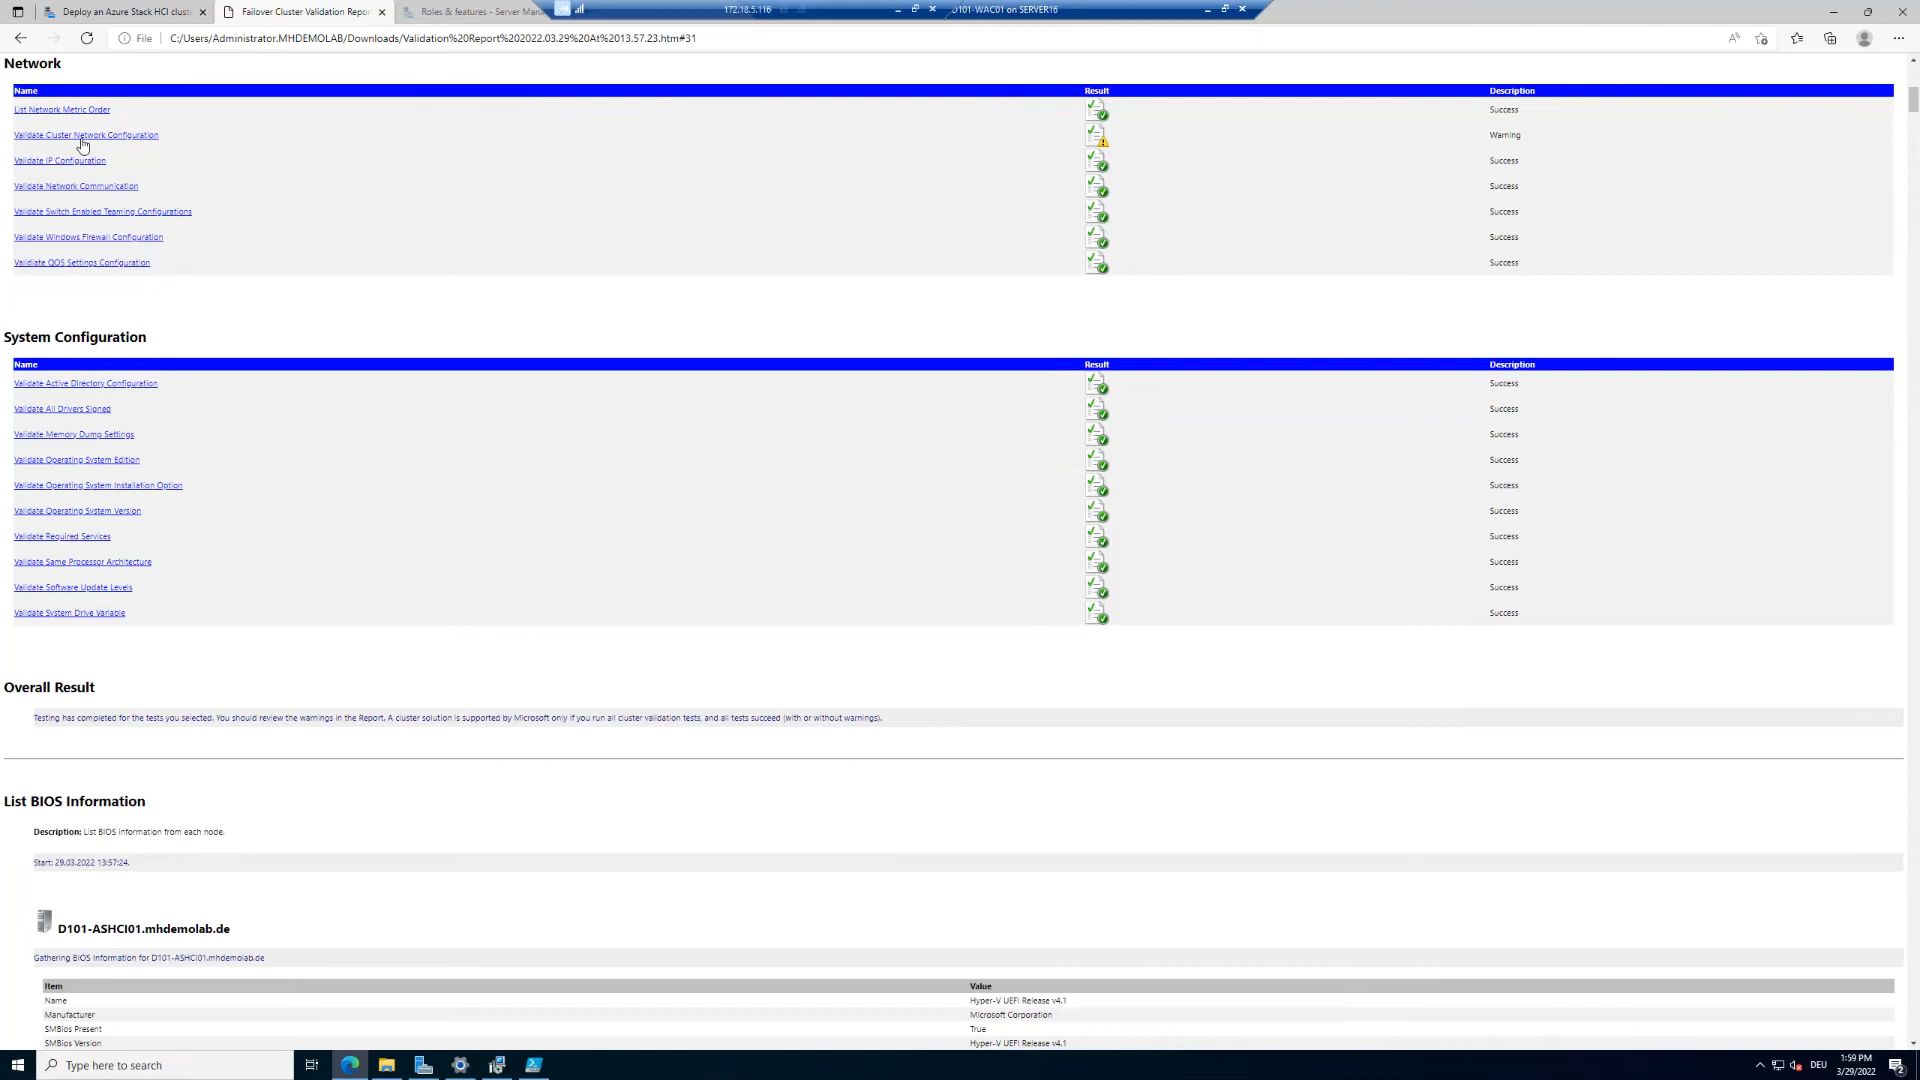 Deploy an Azure Stack HCI clust
Failover Cluster Validation Repor
Roles & features - Server Mana
172.18.5.116
D101-WAC01 on SERVER16
File
C:/Users/Administrator.MHDEMOLAB/Downloads/Validation%20Report%202022.03.29%20At%2013.57.23.htm#31
Network
Name Result Description
List Network Metric Order Success
Validate Cluster Network Configuration Warning
Validate IP Configuration Success
Validate Network Communication Success
Validate Switch Enabled Teaming Configurations Success
Validate Windows Firewall Configuration Success
Validiate QOS Settings Configuration Success
System Configuration
Name Result Description
Validate Active Directory Configuration Success
Validate All Drivers Signed Success
Validate Memory Dump Settings Success
Validate Operating System Edition Success
Validate Operating System Installation Option Success
Validate Operating System Version Success
Validate Required Services Success
Validate Same Processor Architecture Success
Validate Software Update Levels Success
Validate System Drive Variable Success
Overall Result
Testing has completed for the tests you selected. You should review the warnings in the Report. A cluster solution is supported by Microsoft only if you run all cluster validation tests, and all tests succeed (with or without warnings).
List BIOS Information
Description: List BIOS information from each node.
Start: 29.03.2022 13:57:24.
D101-ASHCI01.mhdemolab.de
Gathering BIOS Information for D101-ASHCI01.mhdemolab.de
Item Value
Name Hyper-V UEFI Release v4.1
Manufacturer Microsoft Corporation
SMBios Present True
SMBios Version Hyper-V UEFI Release v4.1
Type here to search
DEU
1:59 PM
3/29/2022
2